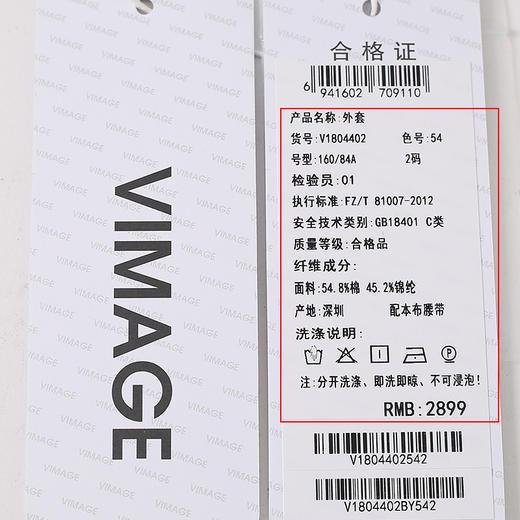 VIMAGE
合格证
6 941602 709110
产品名称:外套
货号:V1804402 色号:54
号型:160/84A 2码
检验员:01
执行标准:FZ/T 81007-2012
安全技术类别:GB18401 C类
质量等级:合格品
纤维成分:
面料:54.8%棉 45.2%锦纶
产地:深圳 配本布腰带
洗涤说明:
注:分开洗涤、即洗即晾、不可浸泡!
RMB:2899
V1804402542
V1804402BY542